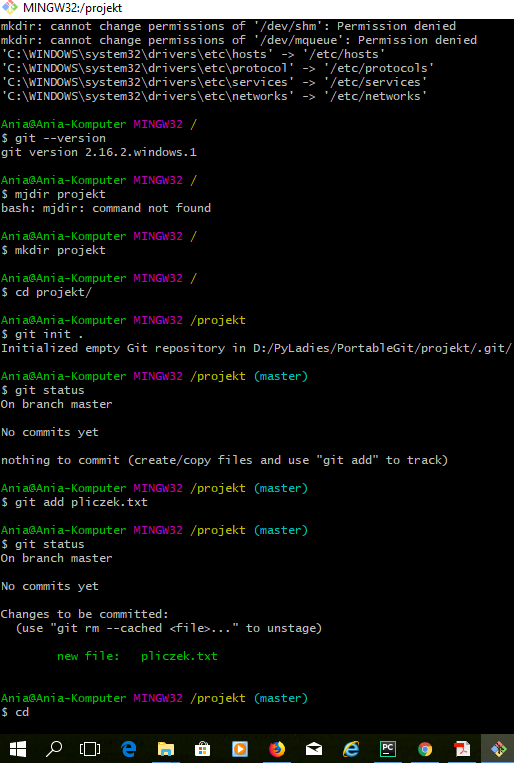 MINGW32:/projekt
mkdir: cannot change permissions of '/dev/shm': Permission denied
mkdir: cannot change permissions of '/dev/mqueue': Permission denied
'C:\WINDOWS\system32\drivers\etc\hosts' -> '/etc/hosts'
'C:\WINDOWS\system32\drivers\etc\protocol' -> '/etc/protocols'
'C:\WINDOWS\system32\drivers\etc\services' -> '/etc/services'
'C:\WINDOWS\system32\drivers\etc\networks' -> '/etc/networks'
Ania@Ania-Komputer MINGW32 /
$ git --version
git version 2.16.2.windows.1
Ania@Ania-Komputer MINGW32 /
$ mjdir projekt
bash: mjdir: command not found
Ania@Ania-Komputer MINGW32 /
$ mkdir projekt
Ania@Ania-Komputer MINGW32 /
$ cd projekt/
Ania@Ania-Komputer MINGW32 /projekt
$ git init .
Initialized empty Git repository in D:/PyLadies/PortableGit/projekt/.git/
Ania@Ania-Komputer MINGW32 /projekt (master)
$ git status
On branch master
No commits yet
nothing to commit (create/copy files and use "git add" to track)
Ania@Ania-Komputer MINGW32 /projekt (master)
$ git add pliczek.txt
Ania@Ania-Komputer MINGW32 /projekt (master)
$ git status
On branch master
No commits yet
Changes to be committed:
(use "git rm --cached <file>..." to unstage)
new file: pliczek.txt
Ania@Ania-Komputer MINGW32 /projekt (master)
$ cd
PC